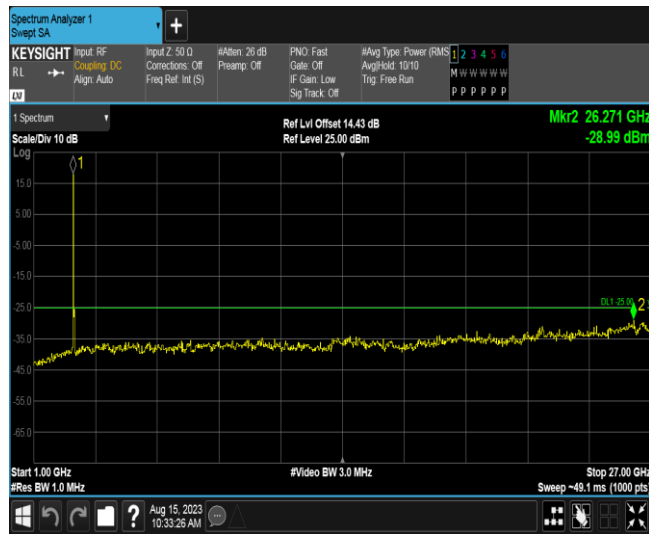 Spectrum Analyzer 1
Swept SA
+
KEYSIGHT
RL
LXI
Input: RF
Coupling: DC
Align: Auto
Input Z: 50 Ω
Corrections: Off
Freq Ref: Int (S)
#Atten: 26 dB
Preamp: Off
PNO: Fast
Gate: Off
IF Gain: Low
Sig Track: Off
#Avg Type: Power (RMS
Avg|Hold: 10/10
Trig: Free Run
1 2 3 4 5 6
M W W W W W
P P P P P P
1 Spectrum
Scale/Div 10 dB
Ref Lvl Offset 14.43 dB
Ref Level 25.00 dBm
Mkr2 26.271 GHz
-28.99 dBm
Log
1
15.0
5.00
-5.00
-15.0
-25.0
DL1 -25.00
2
-35.0
-45.0
-55.0
-65.0
Start 1.00 GHz
#Video BW 3.0 MHz
Stop 27.00 GHz
#Res BW 1.0 MHz
Sweep ~49.1 ms (1000 pts)
?
Aug 15, 2023
10:33:26 AM